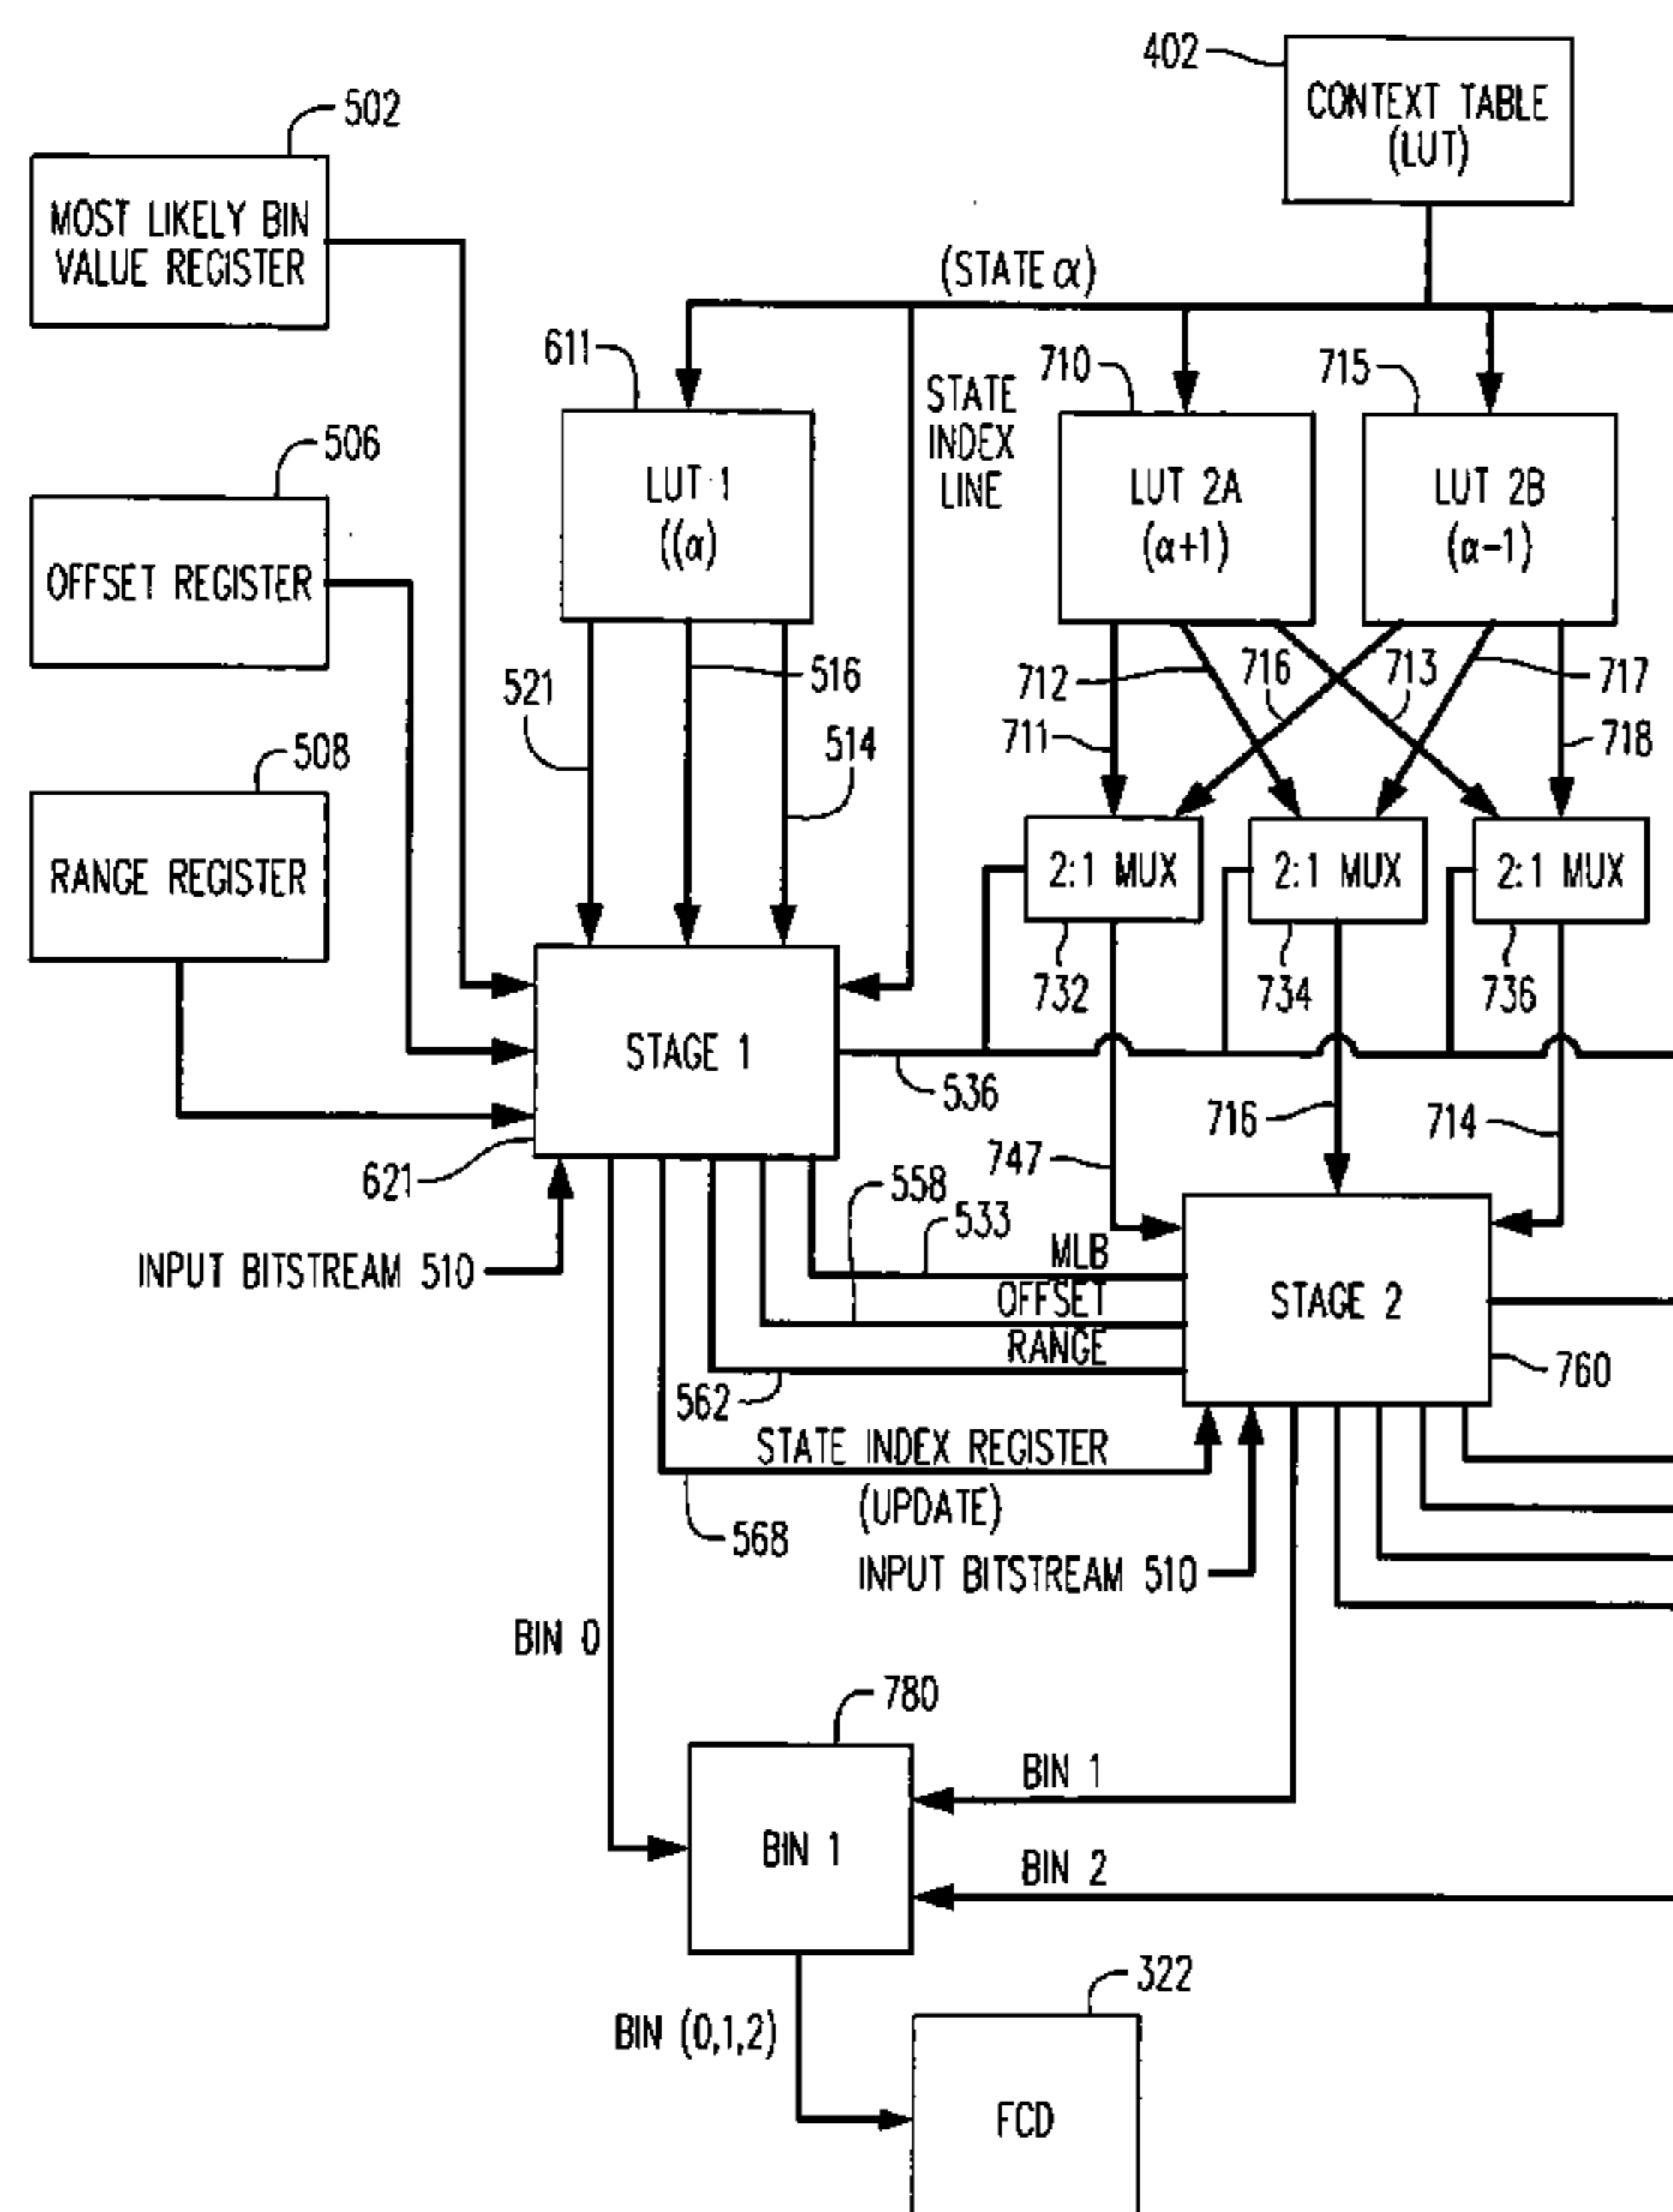 402
CONTEXT TABLE
(LUT)
502
MOST LIKELY BIN
VALUE REGISTER
(STATE α)
611
STATE
INDEX
LINE
710
715
506
LUT 1
((α)
LUT 2A
(α+1)
LUT 2B
(α-1)
OFFSET REGISTER
521
516
514
712
716
713
717
711
718
508
RANGE REGISTER
2:1 MUX
2:1 MUX
2:1 MUX
732
734
736
STAGE 1
536
716
714
747
621
558
533
INPUT BITSTREAM 510
MLB
OFFSET
RANGE
STAGE 2
760
562
STATE INDEX REGISTER
(UPDATE)
568
INPUT BITSTREAM 510
BIN 0
780
BIN 1
BIN 1
BIN 2
322
BIN (0,1,2)
FCD